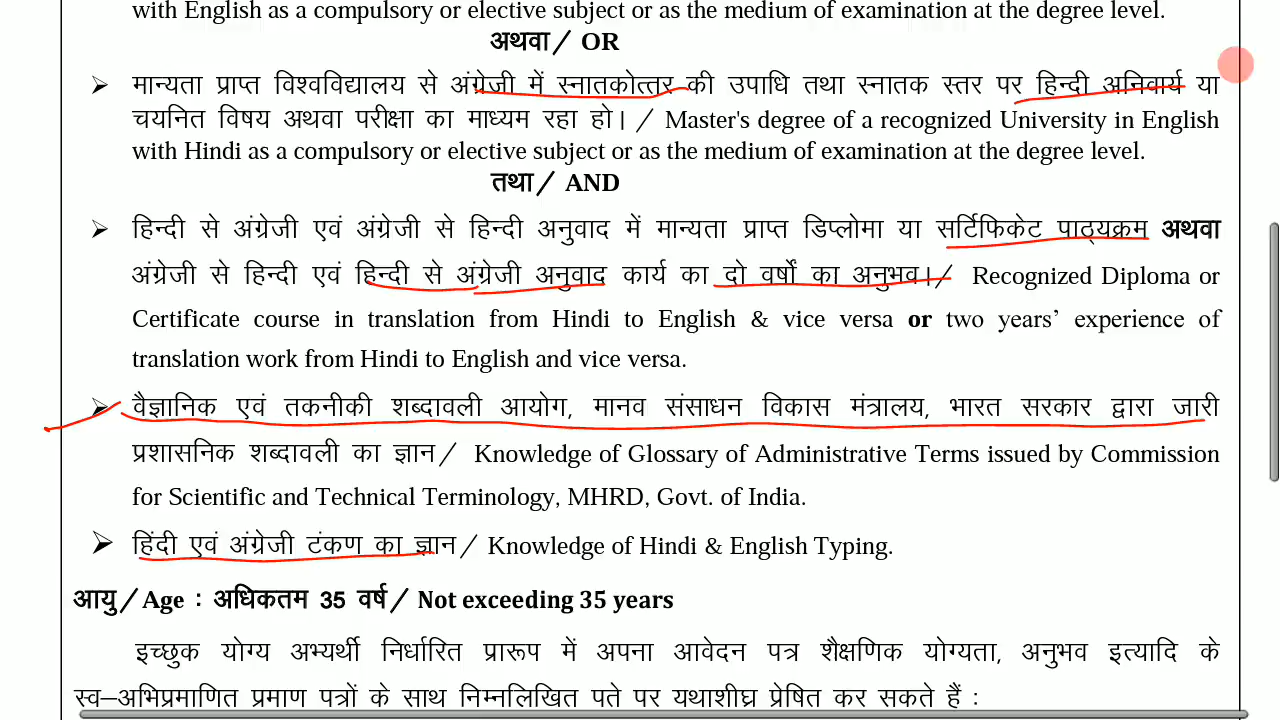 with English as a compulsory or elective subject or as the medium of examination at the degree level.
अथवा/ OR
➢ मान्यता प्राप्त विश्वविद्यालय से अंग्रेजी में स्नातकोत्तर की उपाधि तथा स्नातक स्तर पर हिन्दी अनिवार्य या
चयनित विषय अथवा परीक्षा का माध्यम रहा हो। / Master's degree of a recognized University in English
with Hindi as a compulsory or elective subject or as the medium of examination at the degree level.
तथा/ AND
➢ हिन्दी से अंग्रेजी एवं अंग्रेजी से हिन्दी अनुवाद में मान्यता प्राप्त डिप्लोमा या सर्टिफिकेट पाठ्यक्रम अथवा
अंग्रेजी से हिन्दी एवं हिन्दी से अंग्रेजी अनुवाद कार्य का दो वर्षों का अनुभव।/ Recognized Diploma or
Certificate course in translation from Hindi to English & vice versa or two years’ experience of
translation work from Hindi to English and vice versa.
➢ वैज्ञानिक एवं तकनीकी शब्दावली आयोग, मानव संसाधन विकास मंत्रालय, भारत सरकार द्वारा जारी
प्रशासनिक शब्दावली का ज्ञान/ Knowledge of Glossary of Administrative Terms issued by Commission
for Scientific and Technical Terminology, MHRD, Govt. of India.
➢ हिंदी एवं अंग्रेजी टंकण का ज्ञान/ Knowledge of Hindi & English Typing.
आयु/Age : अधिकतम 35 वर्ष/ Not exceeding 35 years
इच्छुक योग्य अभ्यर्थी निर्धारित प्रारूप में अपना आवेदन पत्र शैक्षणिक योग्यता, अनुभव इत्यादि के
स्व–अभिप्रमाणित प्रमाण पत्रों के साथ निम्नलिखित पते पर यथाशीघ्र प्रेषित कर सकते हैं :